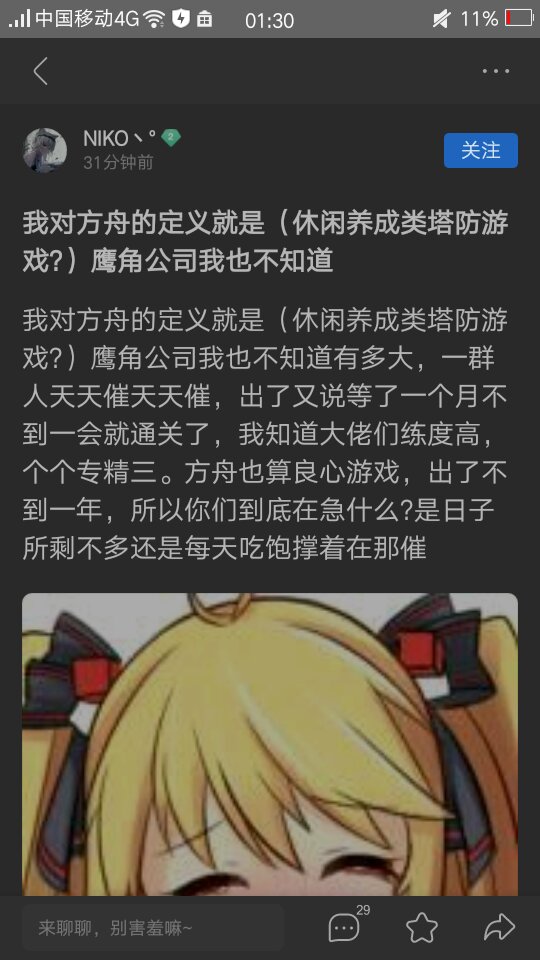 中国移动4G 01:30 11%
NIKO丶° 2
31分钟前
关注
我对方舟的定义就是（休闲养成类塔防游
戏?）鹰角公司我也不知道
我对方舟的定义就是（休闲养成类塔防游
戏?）鹰角公司我也不知道有多大，一群
人天天催天天催，出了又说等了一个月不
到一会就通关了，我知道大佬们练度高，
个个专精三。方舟也算良心游戏，出了不
到一年，所以你们到底在急什么?是日子
所剩不多还是每天吃饱撑着在那催
来聊聊，别害羞嘛~
29